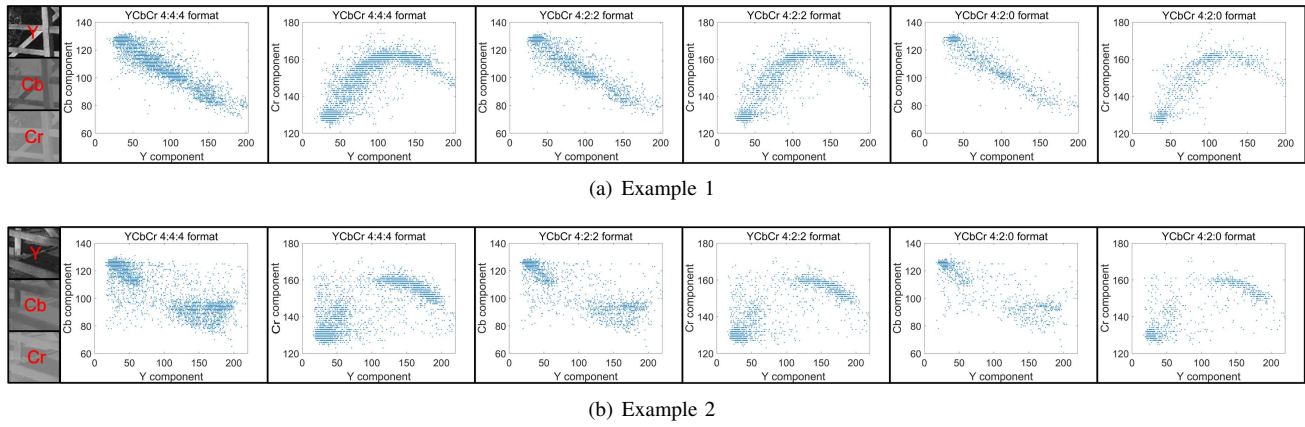 Y
Cb
Cr
YCbCr 4:4:4 format
Cb component
140
120
100
80
60
0 50 100 150 200
Y component
YCbCr 4:4:4 format
Cr component
180
160
140
120
0 50 100 150 200
Y component
YCbCr 4:2:2 format
Cb component
140
120
100
80
60
0 50 100 150 200
Y component
YCbCr 4:2:2 format
Cr component
180
160
140
120
0 50 100 150 200
Y component
YCbCr 4:2:0 format
Cb component
140
120
100
80
60
0 50 100 150 200
Y component
YCbCr 4:2:0 format
Cr component
180
160
140
120
0 50 100 150 200
Y component
(a) Example 1
Y
Cb
Cr
YCbCr 4:4:4 format
Cb component
140
120
100
80
60
0 50 100 150 200
Y component
YCbCr 4:4:4 format
Cr component
180
160
140
120
0 50 100 150 200
Y component
YCbCr 4:2:2 format
Cb component
140
120
100
80
60
0 50 100 150 200
Y component
YCbCr 4:2:2 format
Cr component
180
160
140
120
0 50 100 150 200
Y component
YCbCr 4:2:0 format
Cb component
140
120
100
80
60
0 50 100 150 200
Y component
YCbCr 4:2:0 format
Cr component
180
160
140
120
0 50 100 150 200
Y component
(b) Example 2